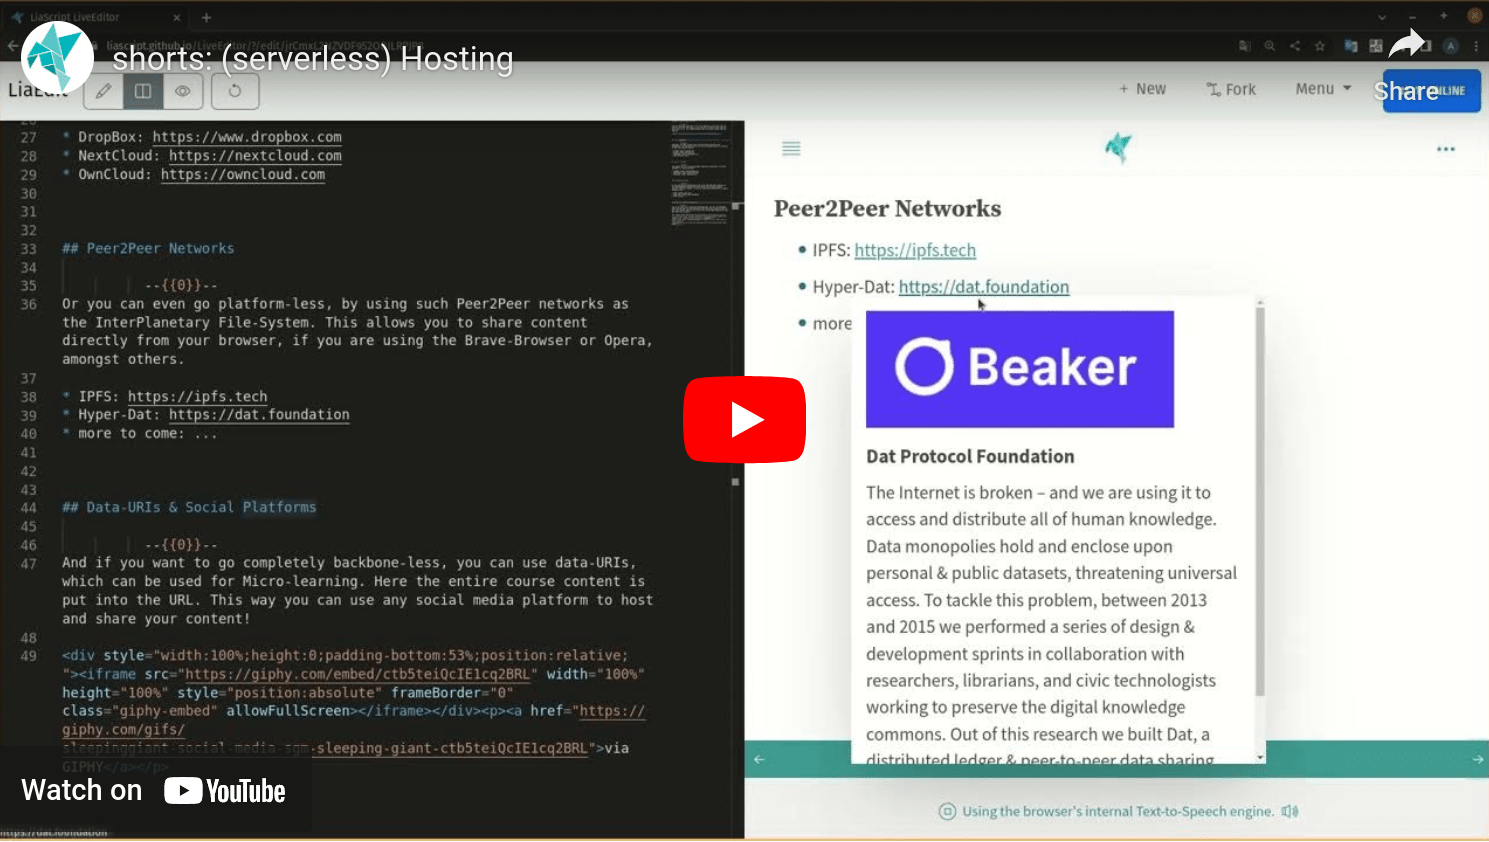 LiaScript LiveEditor
shorts: (serverless) Hosting
LiaEdit
+ New
Fork
Menu
Share
27 * DropBox: https://www.dropbox.com
28 * NextCloud: https://nextcloud.com
29 * OwnCloud: https://owncloud.com
30
31
32
33 ## Peer2Peer Networks
34
35 --{{0}}--
36 Or you can even go platform-less, by using such Peer2Peer networks as
the InterPlanetary File-System. This allows you to share content
directly from your browser, if you are using the Brave-Browser or Opera,
amongst others.
37
38 * IPFS: https://ipfs.tech
39 * Hyper-Dat: https://dat.foundation
40 * more to come: ...
41
42
43
44 ## Data-URIs & Social Platforms
45
46 --{{0}}--
47 And if you want to go completely backbone-less, you can use data-URIs,
which can be used for Micro-learning. Here the entire course content is
put into the URL. This way you can use any social media platform to host
and share your content!
48
49 <div style="width:100%;height:0;padding-bottom:53%;position:relative;
"><iframe src="https://giphy.com/embed/ctb5teiQcIE1cq2BRL" width="100%"
height="100%" style="position:absolute" frameBorder="0"
class="giphy-embed" allowFullScreen></iframe></div><p><a href="https://
giphy.com/gifs/
sleepinggiant-social-media-sgm-sleeping-giant-ctb5teiQcIE1cq2BRL">via
GIPHY</a></p>
Watch on YouTube
https://dat.foundation
Peer2Peer Networks
• IPFS: https://ipfs.tech
• Hyper-Dat: https://dat.foundation
• more
Beaker
Dat Protocol Foundation
The Internet is broken – and we are using it to
access and distribute all of human knowledge.
Data monopolies hold and enclose upon
personal & public datasets, threatening universal
access. To tackle this problem, between 2013
and 2015 we performed a series of design &
development sprints in collaboration with
researchers, librarians, and civic technologists
working to preserve the digital knowledge
commons. Out of this research we built Dat, a
distributed ledger & peer-to-peer data sharing
Using the browser's internal Text-to-Speech engine.